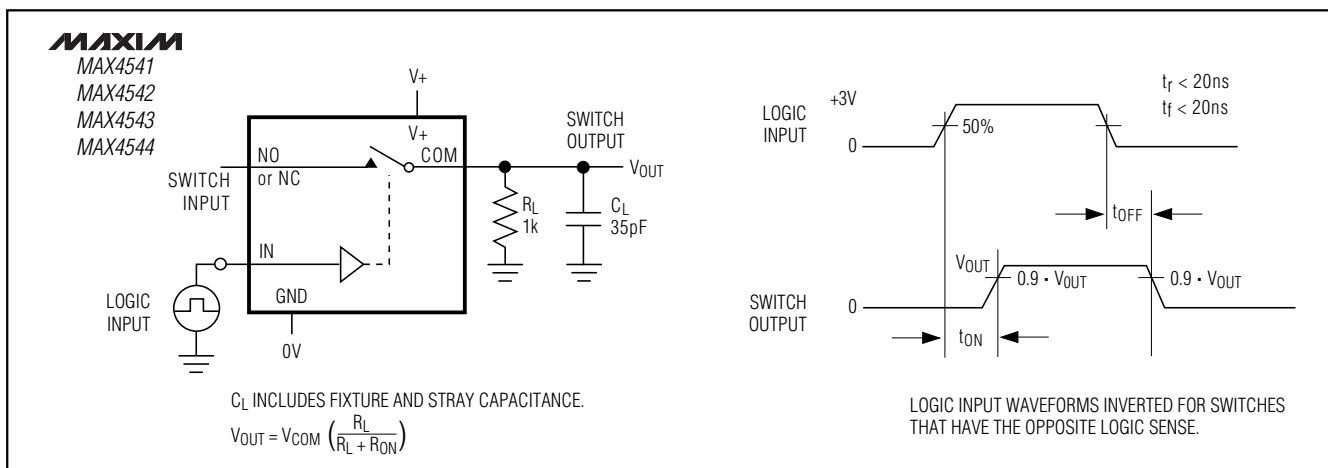 MAXIM
MAX4541
MAX4542
MAX4543
MAX4544
V+
V+
NO
or NC
COM
SWITCH
INPUT
SWITCH
OUTPUT
VOUT
RL
1k
CL
35pF
IN
LOGIC
INPUT
GND
0V
CL INCLUDES FIXTURE AND STRAY CAPACITANCE.
VOUT = VCOM (RL / RL + RON)
LOGIC
INPUT
+3V
0
50%
tr < 20ns
tf < 20ns
tOFF
SWITCH
OUTPUT
VOUT
0
0.9 · VOUT
0.9 · VOUT
tON
LOGIC INPUT WAVEFORMS INVERTED FOR SWITCHES
THAT HAVE THE OPPOSITE LOGIC SENSE.